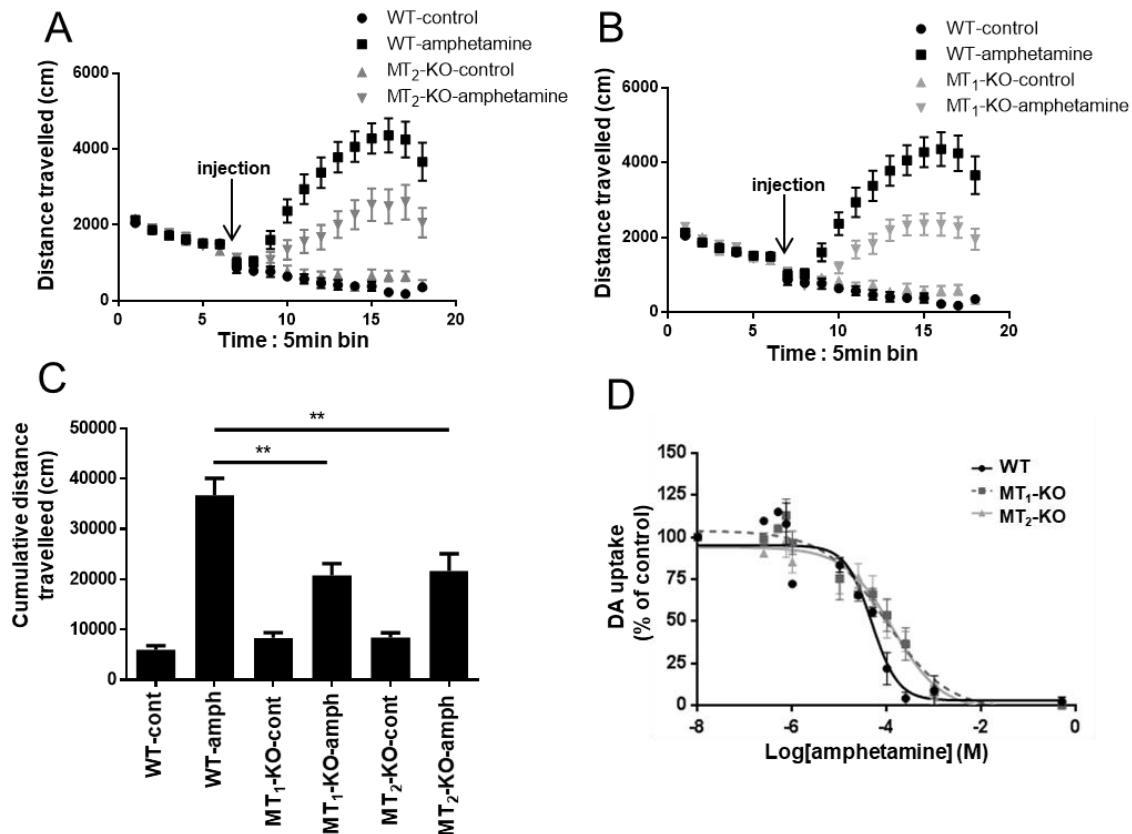 A
WT-control
WT-amphetamine
MT2-KO-control
MT2-KO-amphetamine
6000
4000
2000
0
Distance travelled (cm)
injection
0 5 10 15 20
Time : 5min bin
B
WT-control
WT-amphetamine
MT1-KO-control
MT1-KO-amphetamine
6000
4000
2000
0
Distance travelled (cm)
injection
0 5 10 15 20
Time : 5min bin
C
50000
40000
30000
20000
10000
0
Cumulative distance
travelleed (cm)
**
**
WT-cont
WT-amph
MT1-KO-cont
MT1-KO-amph
MT2-KO-cont
MT2-KO-amph
D
150
125
100
75
50
25
0
DA uptake
(% of control)
WT
MT1-KO
MT2-KO
-8 -6 -4 -2 0
Log[amphetamine] (M)